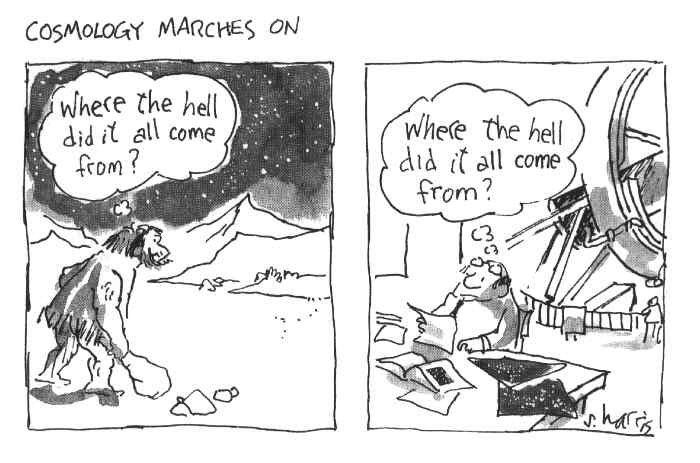 COSMOLOGY MARCHES ON
Where the hell
did it all come
from?
Where the hell
did it all come
from?
s. harris